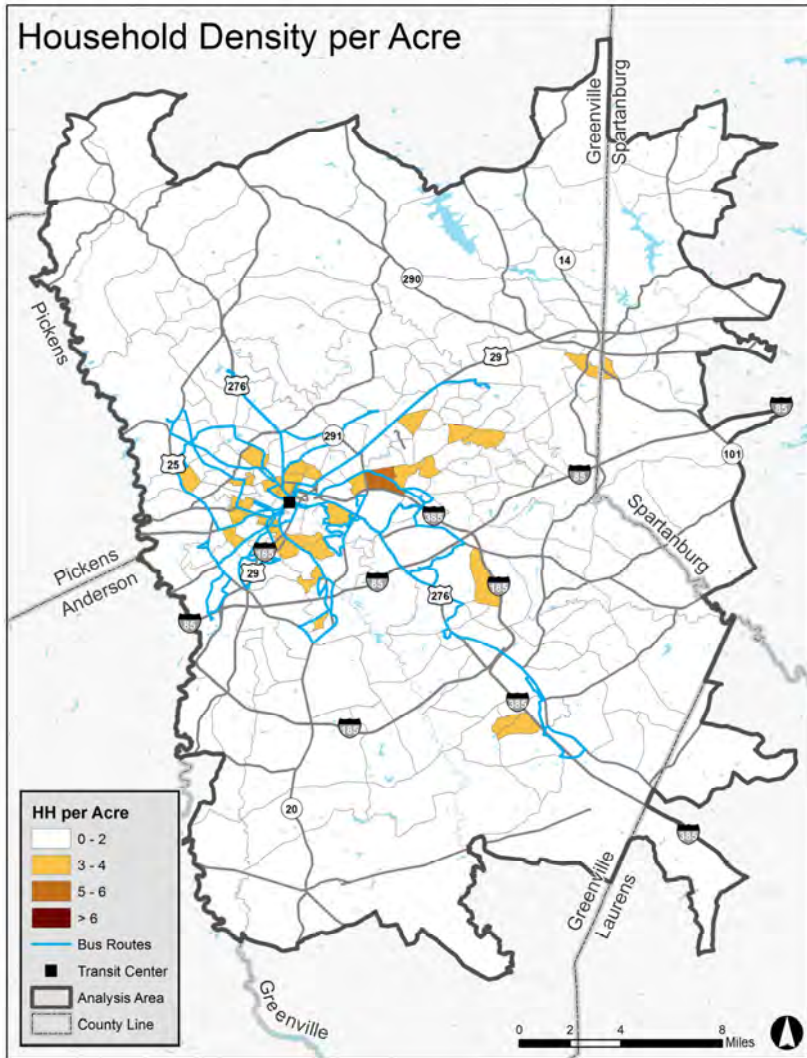 Household Density per Acre
Greenville
Spartanburg
14
290
Pickens
29
276
85
291
25
101
85
385
Spartanburg
185
Pickens
Anderson
29
85
276
185
85
385
185
20
385
Greenville
Laurens
Greenville
HH per Acre
0 - 2
3 - 4
5 - 6
> 6
Bus Routes
Transit Center
Analysis Area
County Line
0 2 4 8
Miles